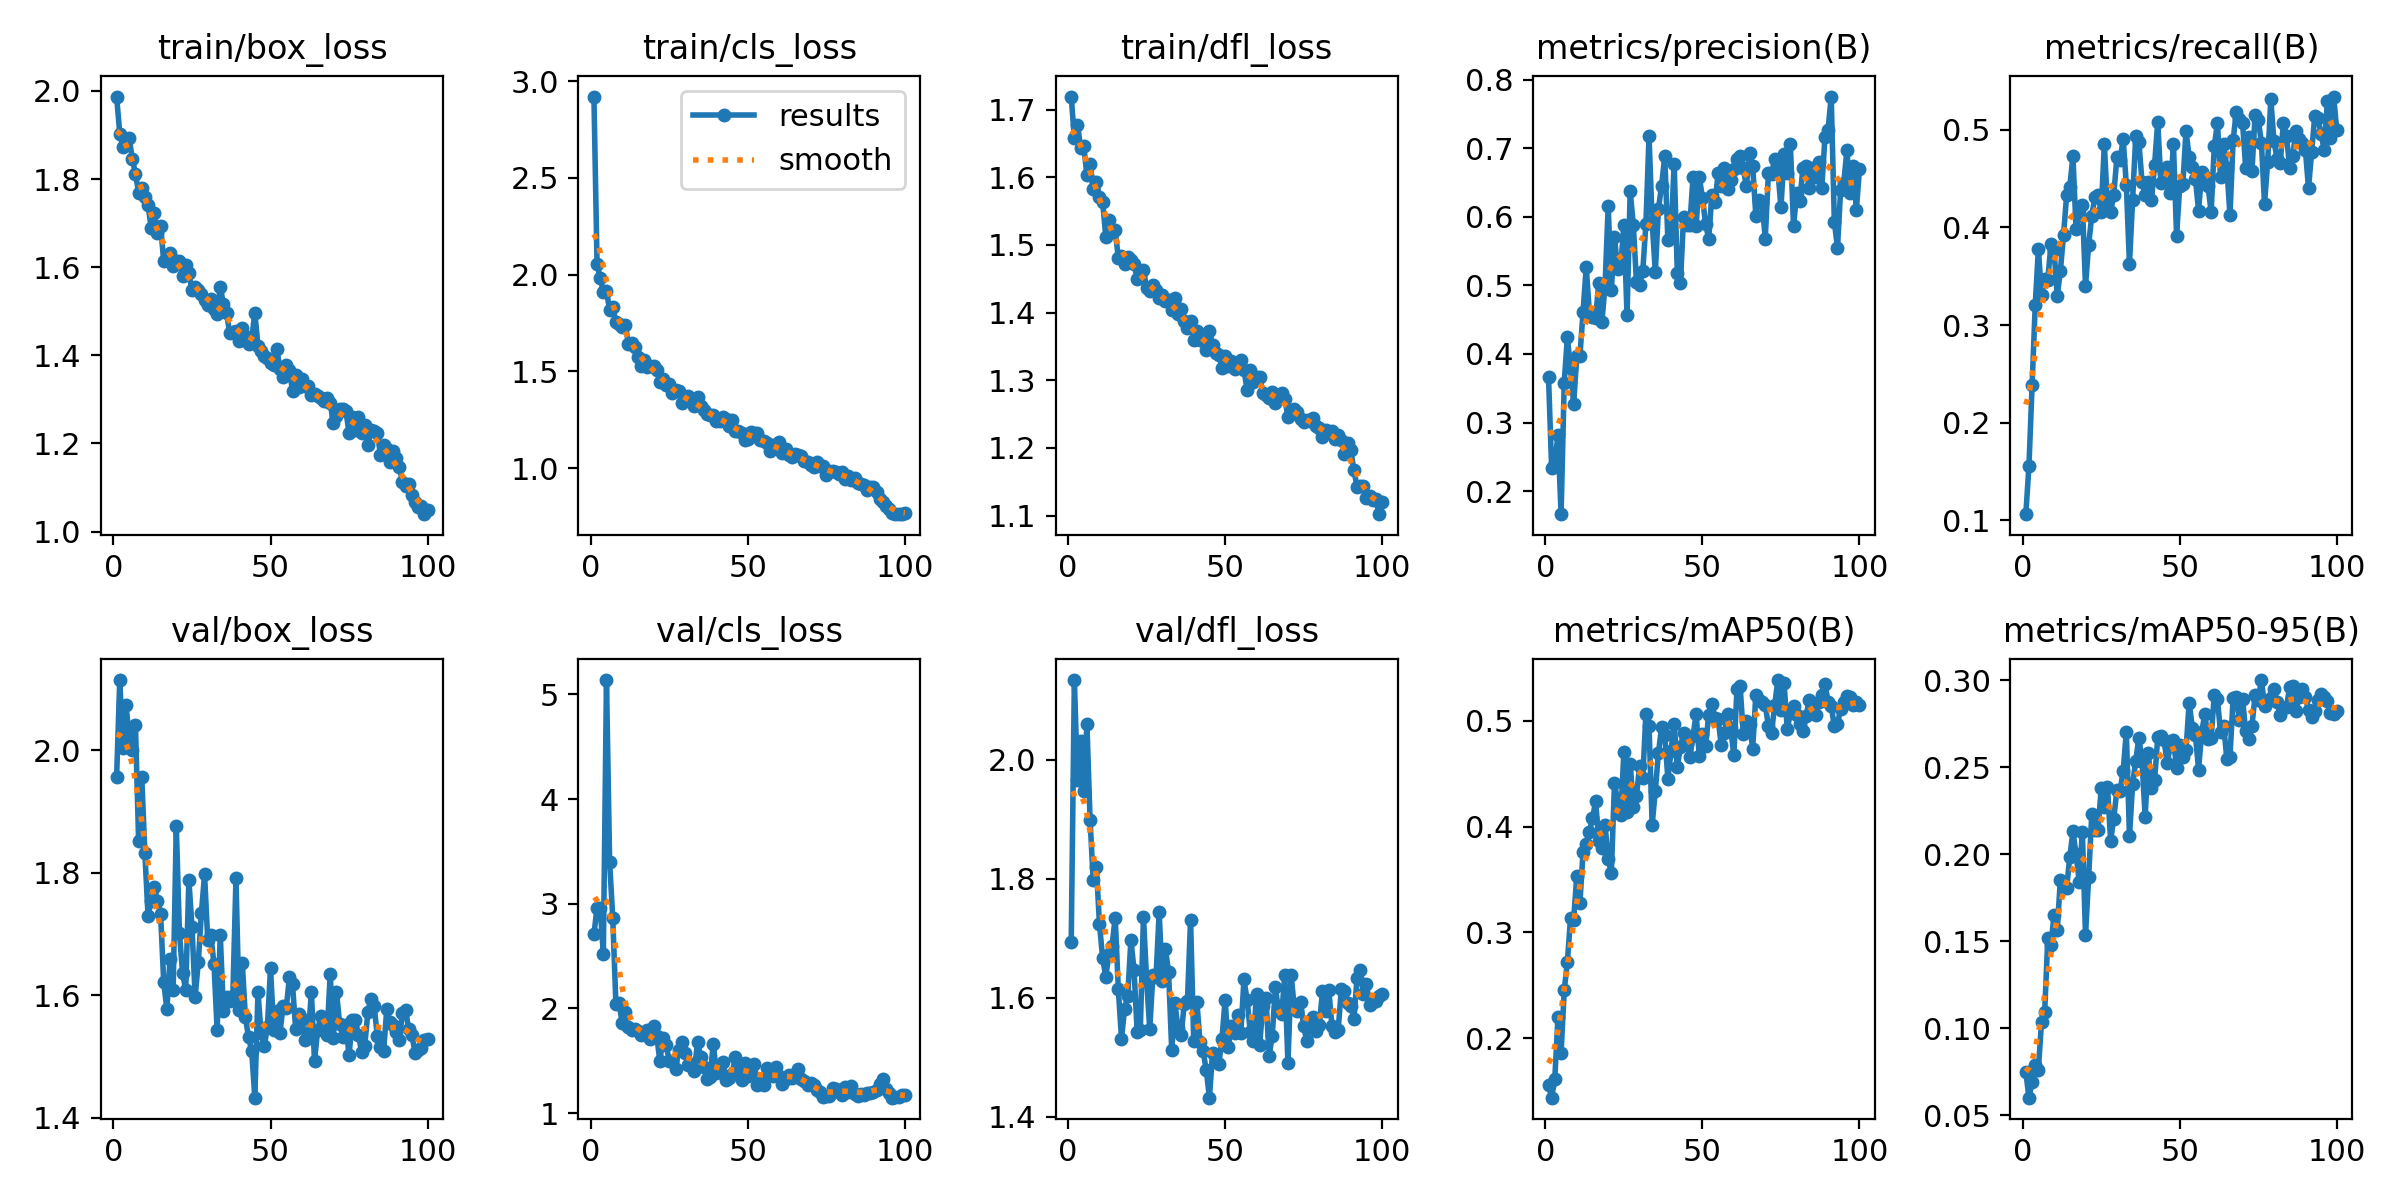 train/box_loss
train/cls_loss
train/dfl_loss
metrics/precision(B)
metrics/recall(B)
2.0
1.8
1.6
1.4
1.2
1.0
0 50 100
3.0
2.5
2.0
1.5
1.0
results
smooth
0 50 100
1.7
1.6
1.5
1.4
1.3
1.2
1.1
0 50 100
0.8
0.7
0.6
0.5
0.4
0.3
0.2
0 50 100
0.5
0.4
0.3
0.2
0.1
0 50 100
val/box_loss
val/cls_loss
val/dfl_loss
metrics/mAP50(B)
metrics/mAP50-95(B)
2.0
1.8
1.6
1.4
0 50 100
5
4
3
2
1
0 50 100
2.0
1.8
1.6
1.4
0 50 100
0.5
0.4
0.3
0.2
0 50 100
0.30
0.25
0.20
0.15
0.10
0.05
0 50 100